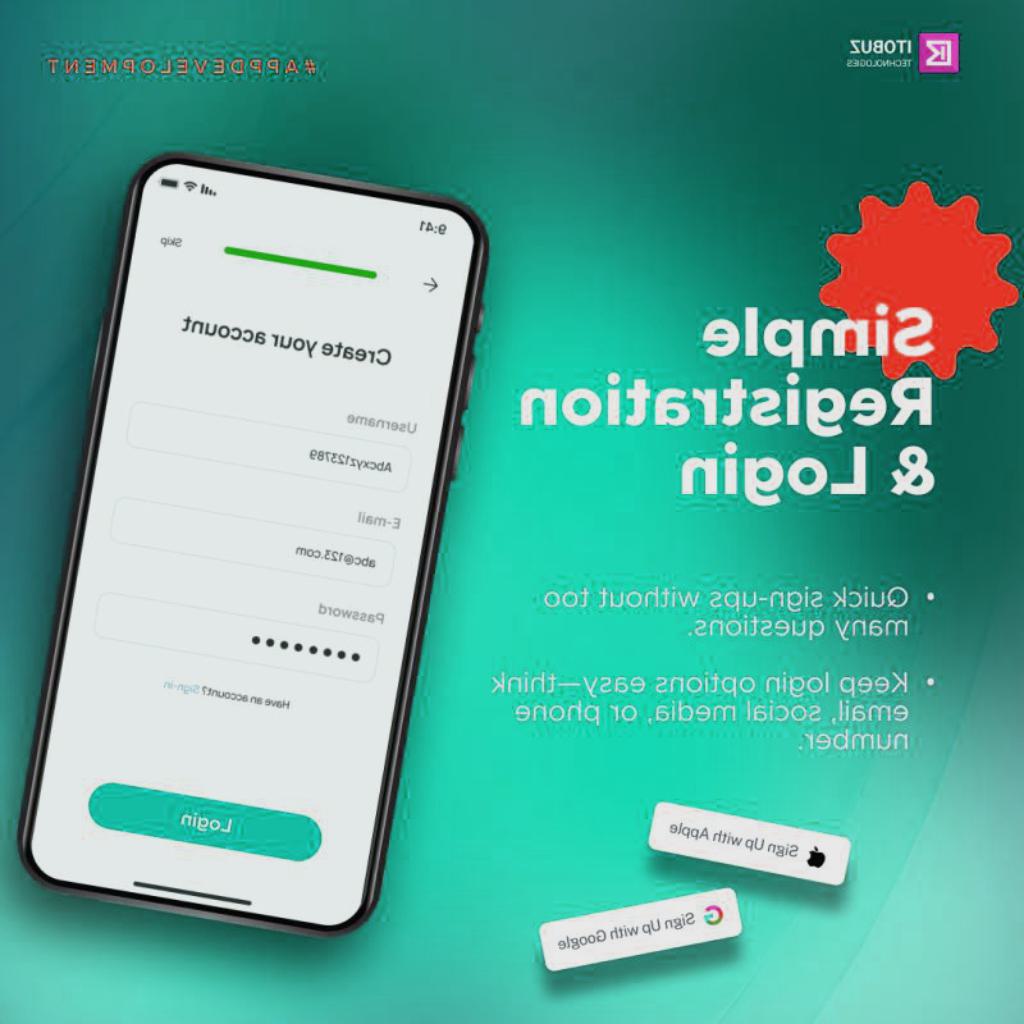 ITOBUZ
TECHNOLOGIES
#APPDEVELOPMENT
Simple
Registration
& Login
• Quick sign-ups without too
many questions.
• Keep login options easy—think
email, social media, or phone
number.
Sign Up with Apple
Sign Up with Google
9:41
Skip
Create your account
Username
Abcxyz123789
E-mail
abc@123.com
Password
Have an account? Sign-in
Login